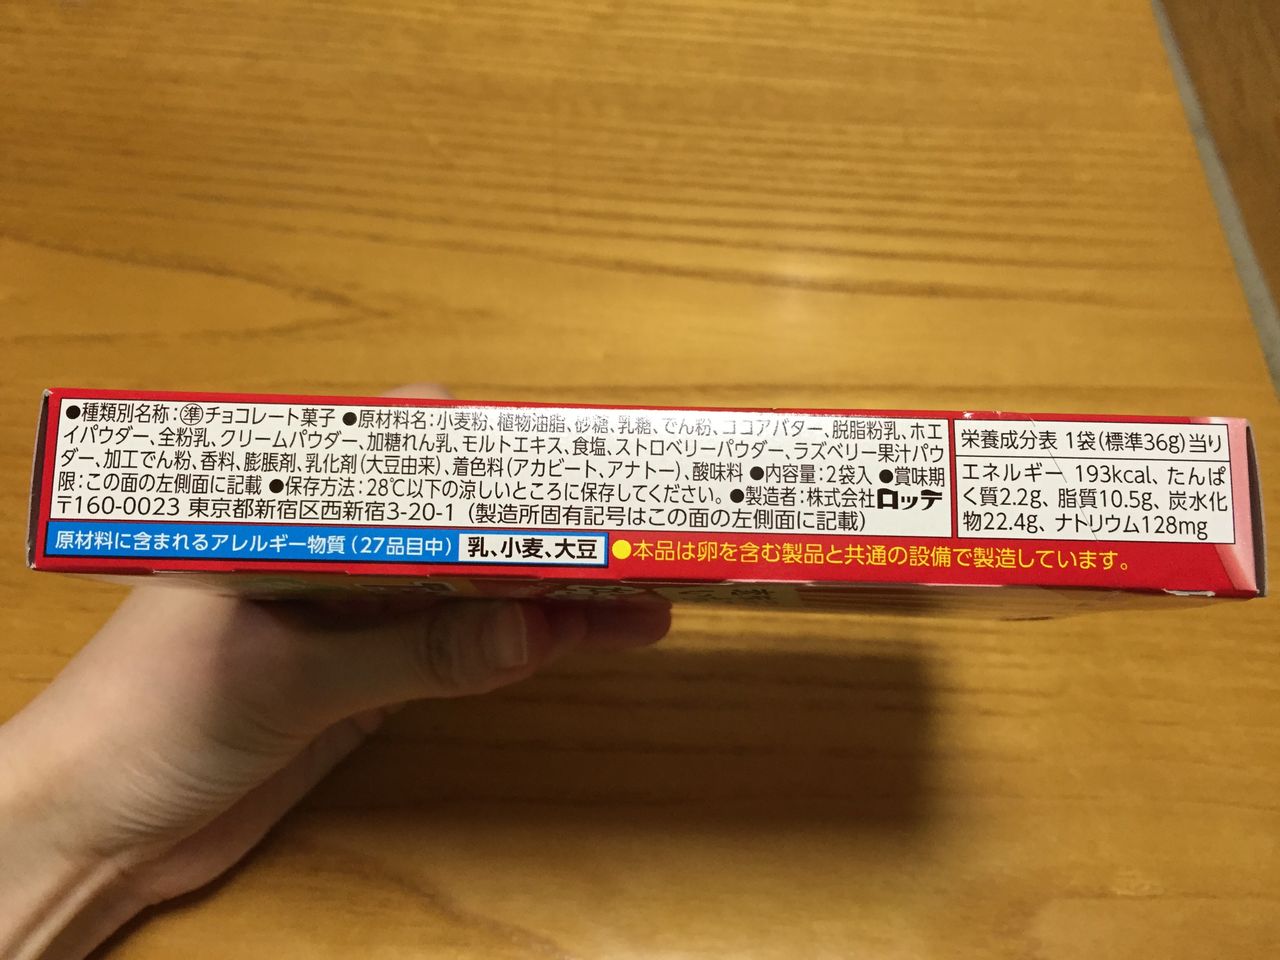 ●種類別名称:㊟チョコレート菓子 ●原材料名:小麦粉、植物油脂、砂糖、乳糖、でん粉、ココアバター、脱脂粉乳、ホエ
イパウダー、全粉乳、クリームパウダー、加糖れん乳、モルトエキス、食塩、ストロベリーパウダー、ラズベリー果汁パウ
ダー、加工でん粉、香料、膨脹剤、乳化剤(大豆由来)、着色料(アカビート、アナトー)、酸味料 ●内容量:2袋入 ●賞味期
限:この面の左側面に記載 ●保存方法:28℃以下の涼しいところに保存してください。 ●製造者:株式会社ロッテ
〒160-0023 東京都新宿区西新宿3-20-1 (製造所固有記号はこの面の左側面に記載)
栄養成分表 1袋(標準36g)当り
エネルギー 193kcal、たんぱ
く質2.2g、脂質10.5g、炭水化
物22.4g、ナトリウム128mg
原材料に含まれるアレルギー物質(27品目中) 乳、小麦、大豆
●本品は卵を含む製品と共通の設備で製造しています。